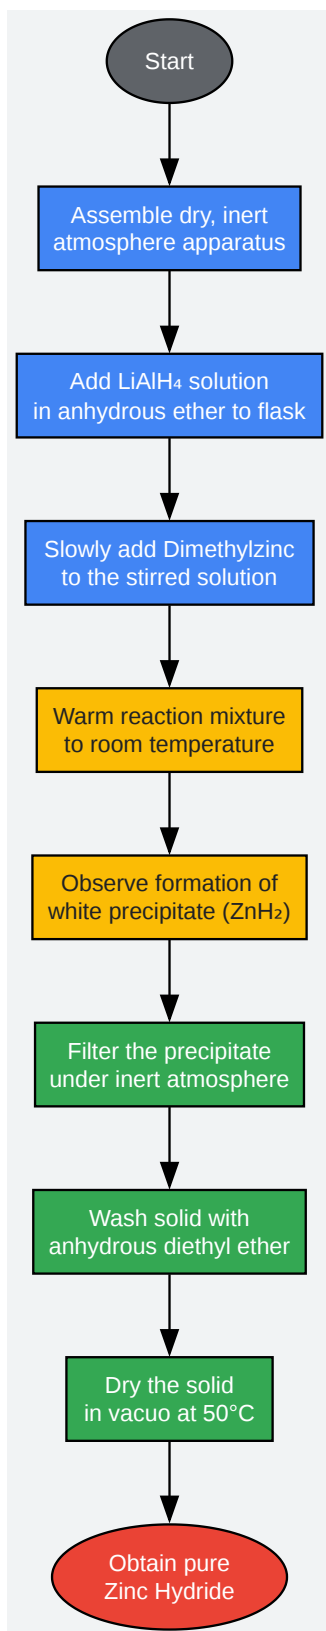 Start
Assemble dry, inert
atmosphere apparatus
Add LiAlH₄ solution
in anhydrous ether to flask
Slowly add Dimethylzinc
to the stirred solution
Warm reaction mixture
to room temperature
Observe formation of
white precipitate (ZnH₂)
Filter the precipitate
under inert atmosphere
Wash solid with
anhydrous diethyl ether
Dry the solid
in vacuo at 50°C
Obtain pure
Zinc Hydride